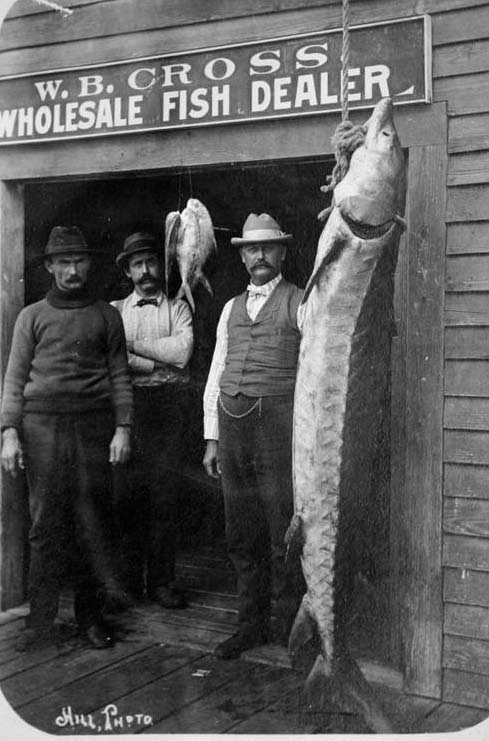 W. B. CROSS
WHOLESALE FISH DEALER
HILL, PHOTO